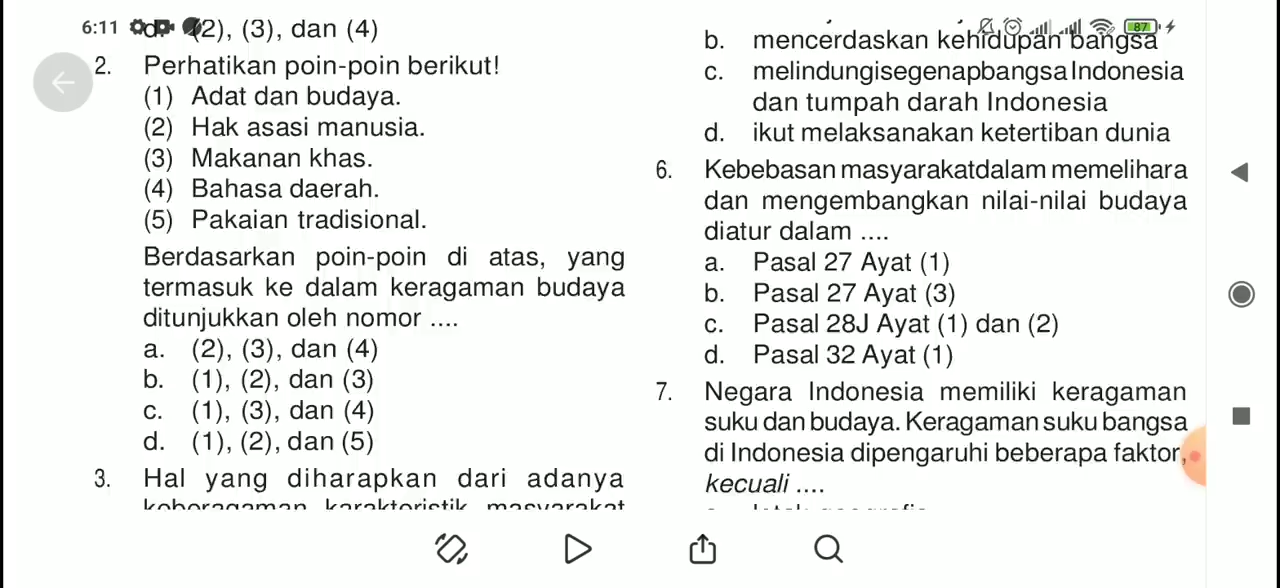 6:11
87
d. (2), (3), dan (4)
2. Perhatikan poin-poin berikut!
(1) Adat dan budaya.
(2) Hak asasi manusia.
(3) Makanan khas.
(4) Bahasa daerah.
(5) Pakaian tradisional.
Berdasarkan poin-poin di atas, yang
termasuk ke dalam keragaman budaya
ditunjukkan oleh nomor ....
a. (2), (3), dan (4)
b. (1), (2), dan (3)
c. (1), (3), dan (4)
d. (1), (2), dan (5)
3. Hal yang diharapkan dari adanya
keberagaman karakteristik masyarakat
b. mencerdaskan kehidupan bangsa
c. melindungisegenapbangsa Indonesia
dan tumpah darah Indonesia
d. ikut melaksanakan ketertiban dunia
6. Kebebasan masyarakatdalam memelihara
dan mengembangkan nilai-nilai budaya
diatur dalam ....
a. Pasal 27 Ayat (1)
b. Pasal 27 Ayat (3)
c. Pasal 28J Ayat (1) dan (2)
d. Pasal 32 Ayat (1)
7. Negara Indonesia memiliki keragaman
suku dan budaya. Keragaman suku bangsa
di Indonesia dipengaruhi beberapa faktor,
kecuali ....